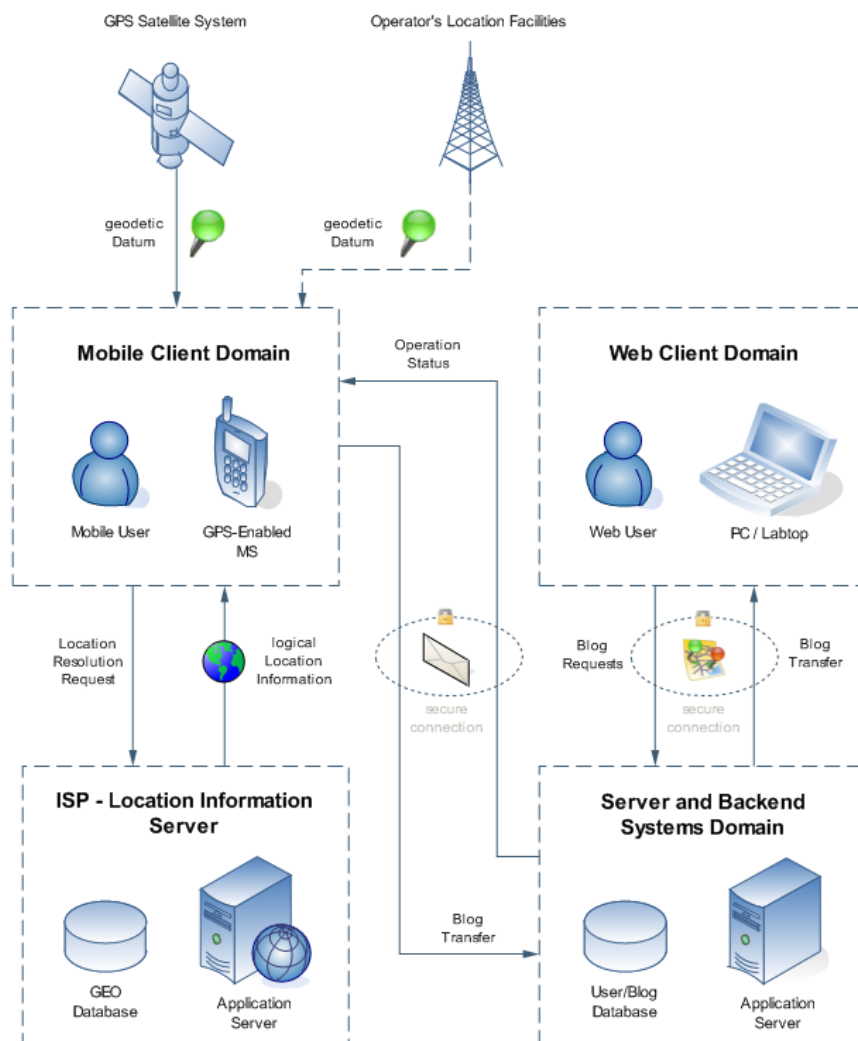 GPS Satellite System
Operator's Location Facilities
geodetic
Datum
geodetic
Datum
Mobile Client Domain
Operation
Status
Web Client Domain
Mobile User
GPS-Enabled
MS
Web User
PC / Labtop
Location
Resolution
Request
logical
Location
Information
Blog
Requests
Blog
Transfer
secure
connection
secure
connection
ISP - Location Information
Server
Server and Backend
Systems Domain
Blog
Transfer
GEO
Database
Application
Server
User/Blog
Database
Application
Server